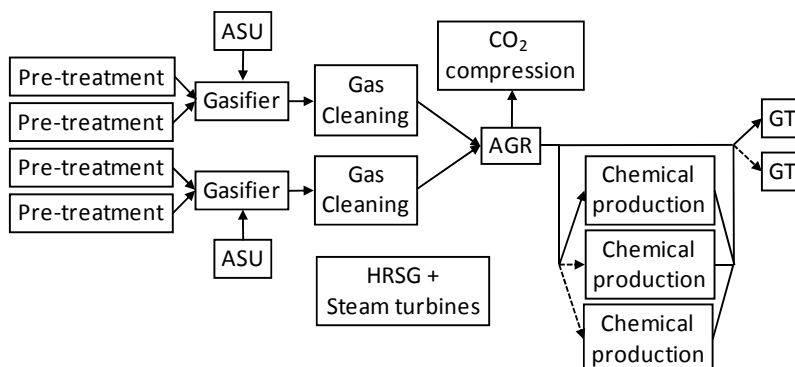 ASU
CO₂
compression
Pre-treatment
Pre-treatment
Gasifier
Gas
Cleaning
AGR
GT
GT
Pre-treatment
Pre-treatment
Gasifier
Gas
Cleaning
ASU
HRSG +
Steam turbines
Chemical
production
Chemical
production
Chemical
production